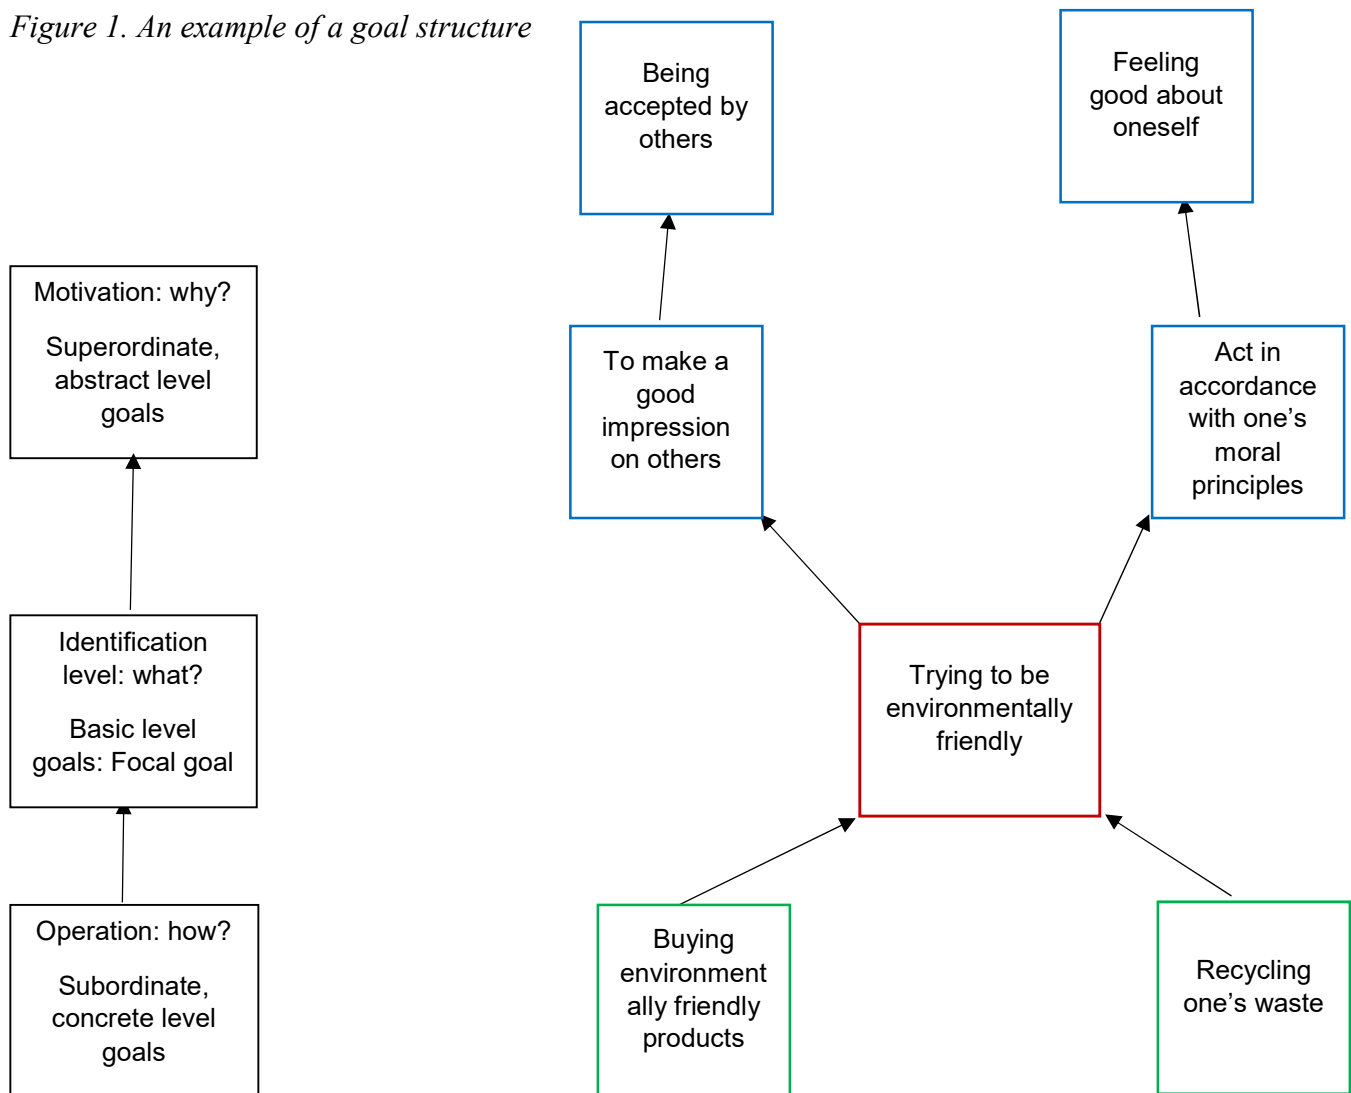 Figure 1. An example of a goal structure
Being
accepted by
others
Feeling
good about
oneself
Motivation: why?
Superordinate,
abstract level
goals
To make a
good
impression
on others
Act in
accordance
with one’s
moral
principles
Identification
level: what?
Basic level
goals: Focal goal
Trying to be
environmentally
friendly
Operation: how?
Subordinate,
concrete level
goals
Buying
environment
ally friendly
products
Recycling
one’s waste